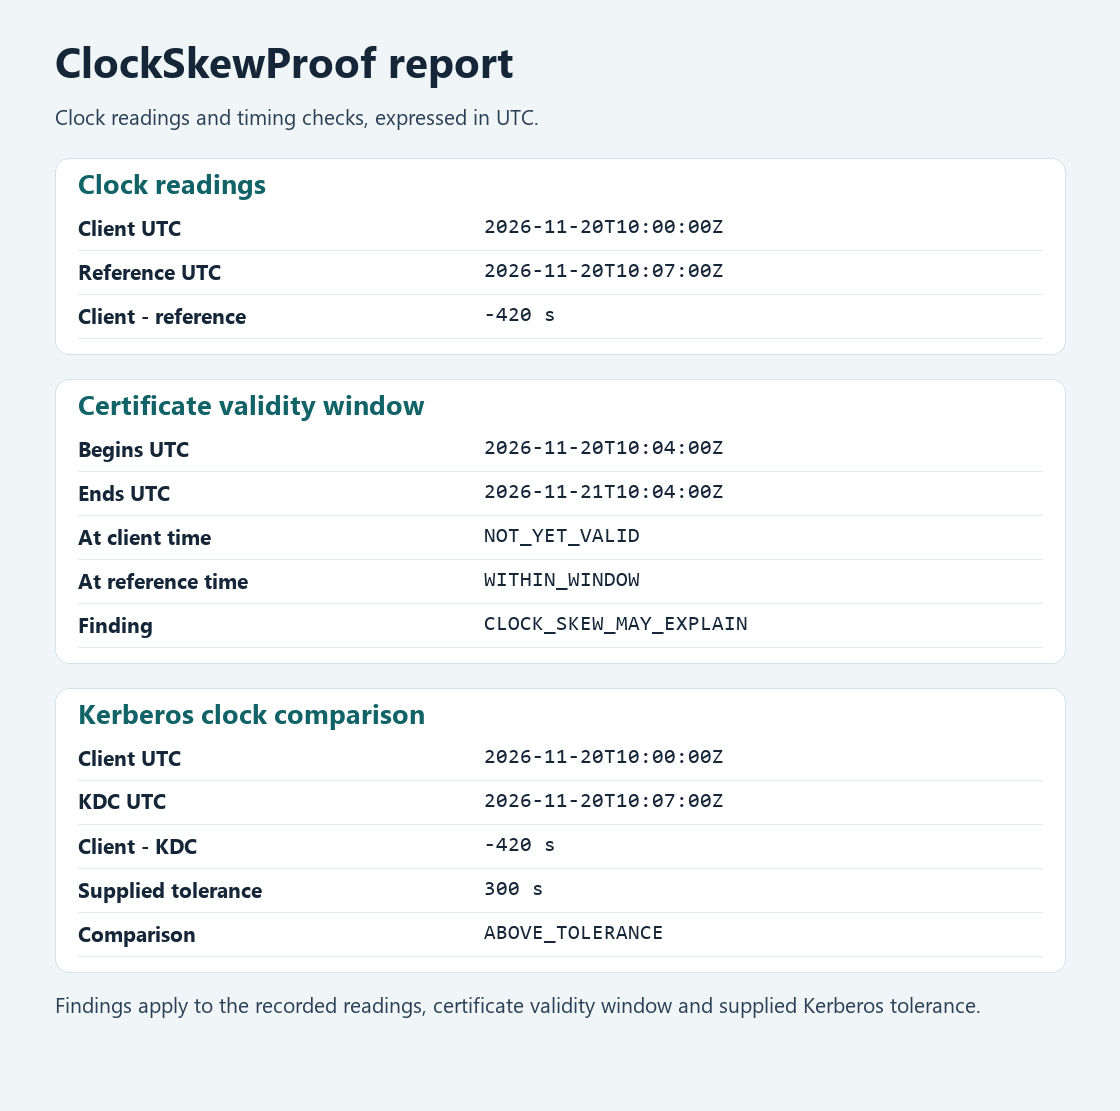 ClockSkewProof report
Clock readings and timing checks, expressed in UTC.
Clock readings
Client UTC 2026-11-20T10:00:00Z
Reference UTC 2026-11-20T10:07:00Z
Client - reference -420 s
Certificate validity window
Begins UTC 2026-11-20T10:04:00Z
Ends UTC 2026-11-21T10:04:00Z
At client time NOT_YET_VALID
At reference time WITHIN_WINDOW
Finding CLOCK_SKEW_MAY_EXPLAIN
Kerberos clock comparison
Client UTC 2026-11-20T10:00:00Z
KDC UTC 2026-11-20T10:07:00Z
Client - KDC -420 s
Supplied tolerance 300 s
Comparison ABOVE_TOLERANCE
Findings apply to the recorded readings, certificate validity window and supplied Kerberos tolerance.